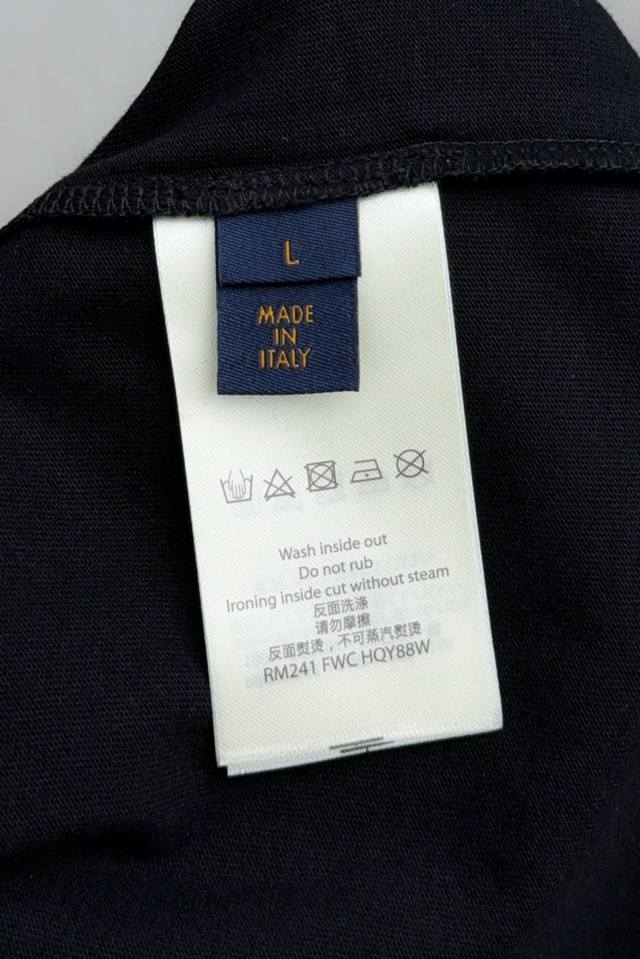 L
MADE
IN
ITALY
Wash inside out
Do not rub
Ironing inside cut without steam
反面洗涤
请勿摩擦
反面熨烫，不可蒸汽熨烫
RM241 FWC HQY88W